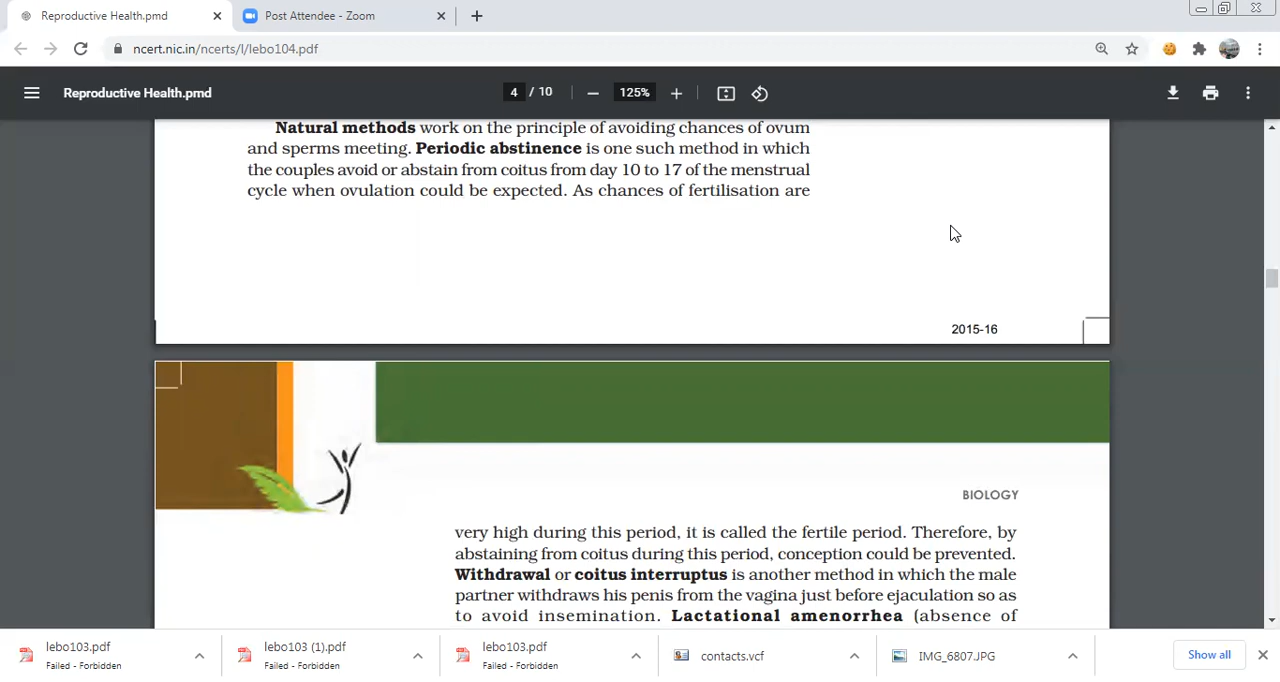 Reproductive Health.pmd
Post Attendee - Zoom
ncert.nic.in/ncerts/l/lebo104.pdf
Reproductive Health.pmd
4 / 10
125%
Natural methods work on the principle of avoiding chances of ovum
and sperms meeting. Periodic abstinence is one such method in which
the couples avoid or abstain from coitus from day 10 to 17 of the menstrual
cycle when ovulation could be expected. As chances of fertilisation are
2015-16
BIOLOGY
very high during this period, it is called the fertile period. Therefore, by
abstaining from coitus during this period, conception could be prevented.
Withdrawal or coitus interruptus is another method in which the male
partner withdraws his penis from the vagina just before ejaculation so as
to avoid insemination. Lactational amenorrhea (absence of
lebo103.pdf
Failed - Forbidden
lebo103 (1).pdf
Failed - Forbidden
lebo103.pdf
Failed - Forbidden
contacts.vcf
IMG_6807.JPG
Show all